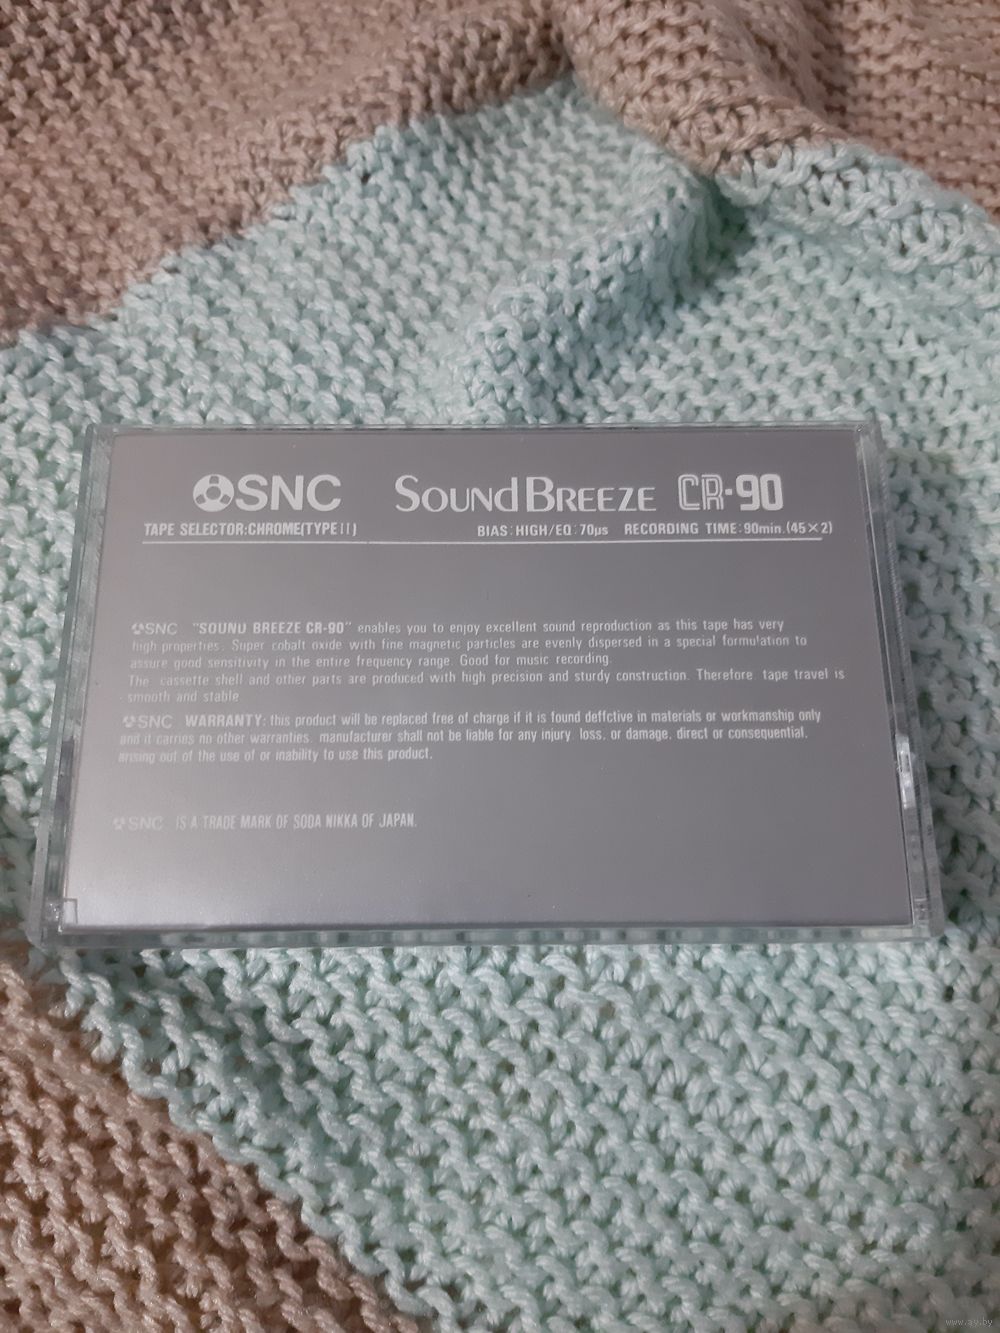 SNC SOUND BREEZE CR-90
TAPE SELECTOR:CHROME(TYPE II) BIAS:HIGH/EQ:70µs RECORDING TIME:90min.(45×2)
SNC "SOUND BREEZE CR-90" enables you to enjoy excellent sound reproduction as this tape has very
high properties. Super cobalt oxide with fine magnetic particles are evenly dispersed in a special formulation to
assure good sensitivity in the entire frequency range. Good for music recording.
The cassette shell and other parts are produced with high precision and sturdy construction. Therefore tape travel is
smooth and stable
SNC WARRANTY: this product will be replaced free of charge if it is found deffctive in materials or workmanship only
and it carries no other warranties. manufacturer shall not be liable for any injury loss, or damage, direct or consequential,
arising out of the use of or inability to use this product.
SNC IS A TRADE MARK OF SODA NIKKA OF JAPAN.
www.ay.by